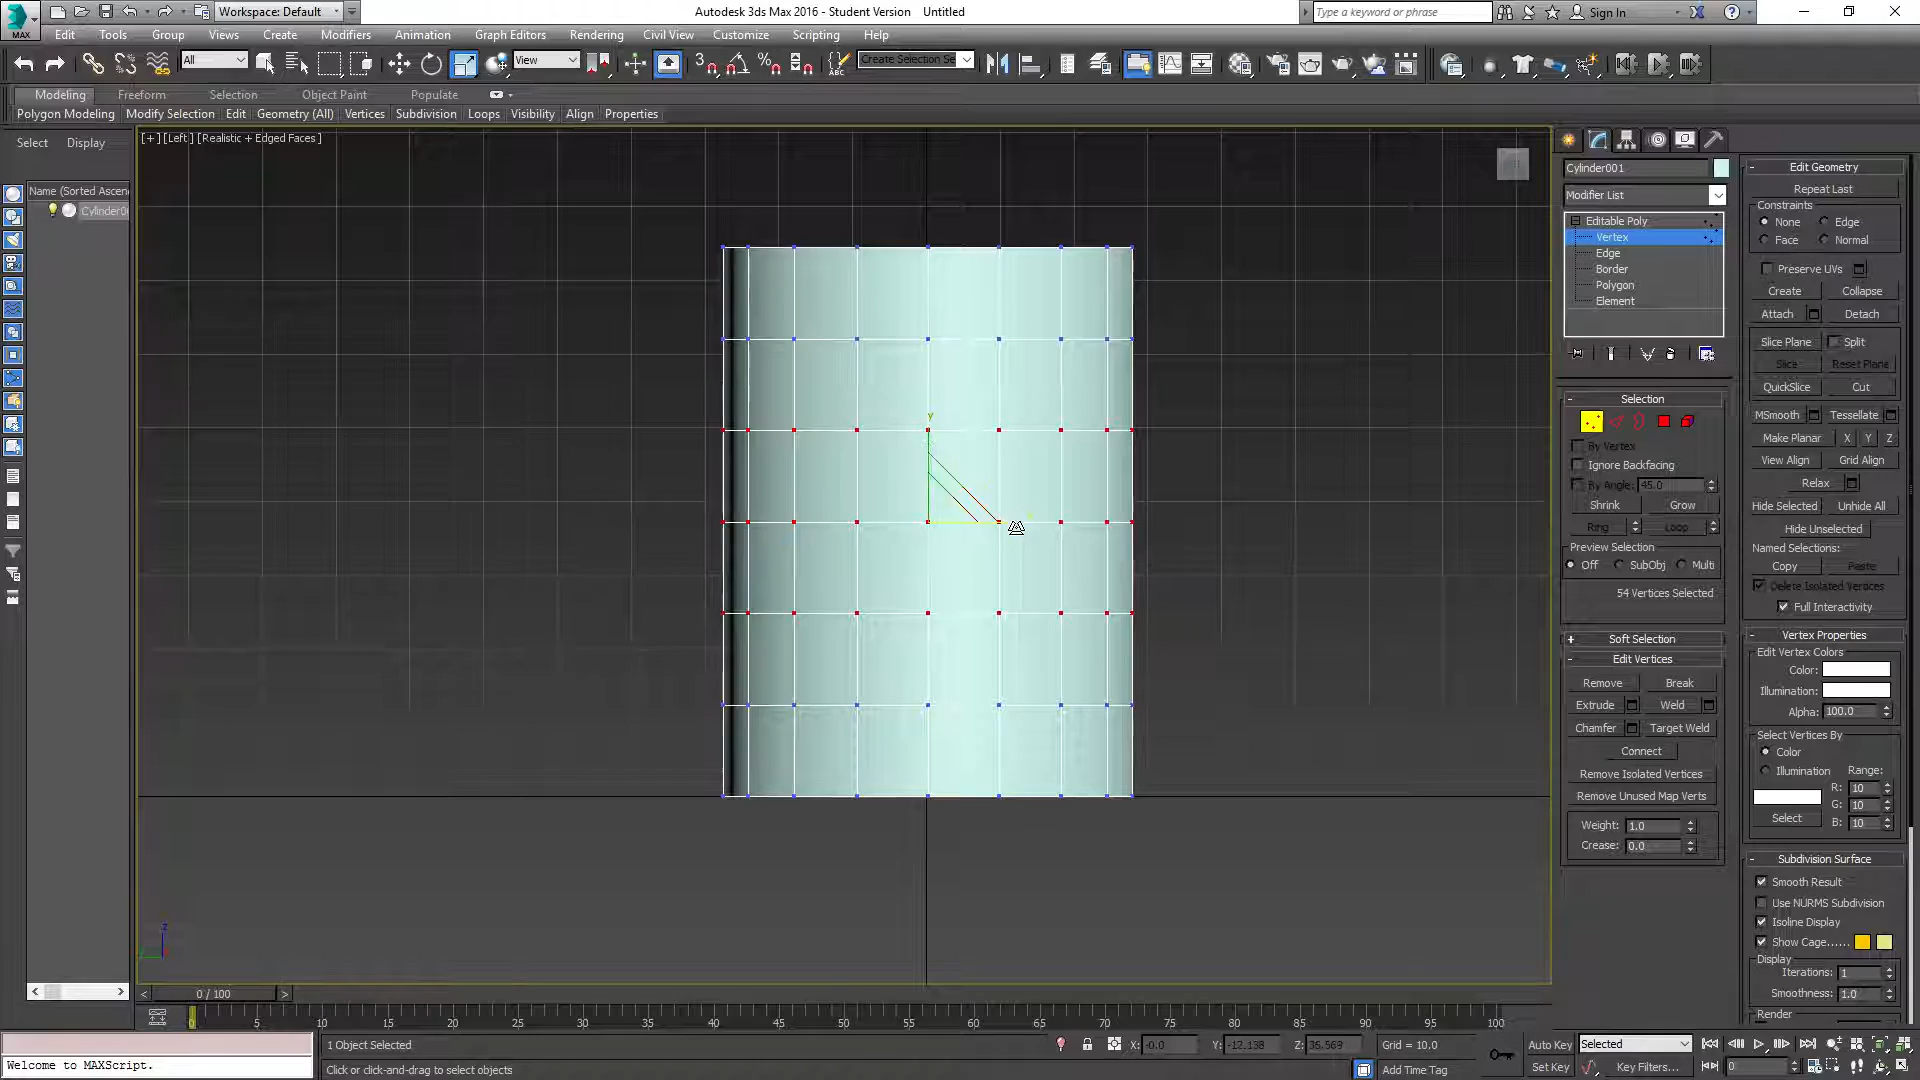 MAX
Workspace: Default
Autodesk 3ds Max 2016 - Student Version    Untitled
Type a keyword or phrase
Sign In
Edit Tools Group Views Create Modifiers Animation Graph Editors Rendering Civil View Customize Scripting Help
All
View
Create Selection Se
Modeling Freeform Selection Object Paint Populate
Polygon Modeling Modify Selection Edit Geometry (All) Vertices Subdivision Loops Visibility Align Properties
Select Display
[+] [Left] [Realistic + Edged Faces]
Name (Sorted Ascen
Cylinder0
y
z
Cylinder001
Modifier List
Editable Poly
Vertex
Edge
Border
Polygon
Element
Selection
By Vertex
Ignore Backfacing
By Angle: 45.0
Shrink Grow
Ring Loop
Preview Selection
Off SubObj Multi
54 Vertices Selected
+ Soft Selection
- Edit Vertices
Remove Break
Extrude Weld
Chamfer Target Weld
Connect
Remove Isolated Vertices
Remove Unused Map Verts
Weight: 1.0
Crease: 0.0
Edit Geometry
Repeat Last
Constraints
None Edge
Face Normal
Preserve UVs
Create Collapse
Attach Detach
Slice Plane Split
Slice Reset Plane
QuickSlice Cut
MSmooth Tessellate
Make Planar X Y Z
View Align Grid Align
Relax
Hide Selected Unhide All
Hide Unselected
Named Selections:
Copy Paste
Delete Isolated Vertices
Full Interactivity
Vertex Properties
Edit Vertex Colors
Color:
Illumination:
Alpha: 100.0
Select Vertices By
Color
Illumination Range:
R: 10
G: 10
Select B: 10
Subdivision Surface
Smooth Result
Use NURMS Subdivision
Isoline Display
Show Cage......
Display
Iterations: 1
Smoothness: 1.0
Render
< 0 / 100 >
0 5 10 15 20 25 30 35 40 45 50 55 60 65 70 75 80 85 90 95 100
1 Object Selected
X: -0.0 Y: -12.138 Z: 36.569 Grid = 10.0
Auto Key Selected
Welcome to MAXScript.
Click or click-and-drag to select objects
Add Time Tag
Set Key Key Filters... 0